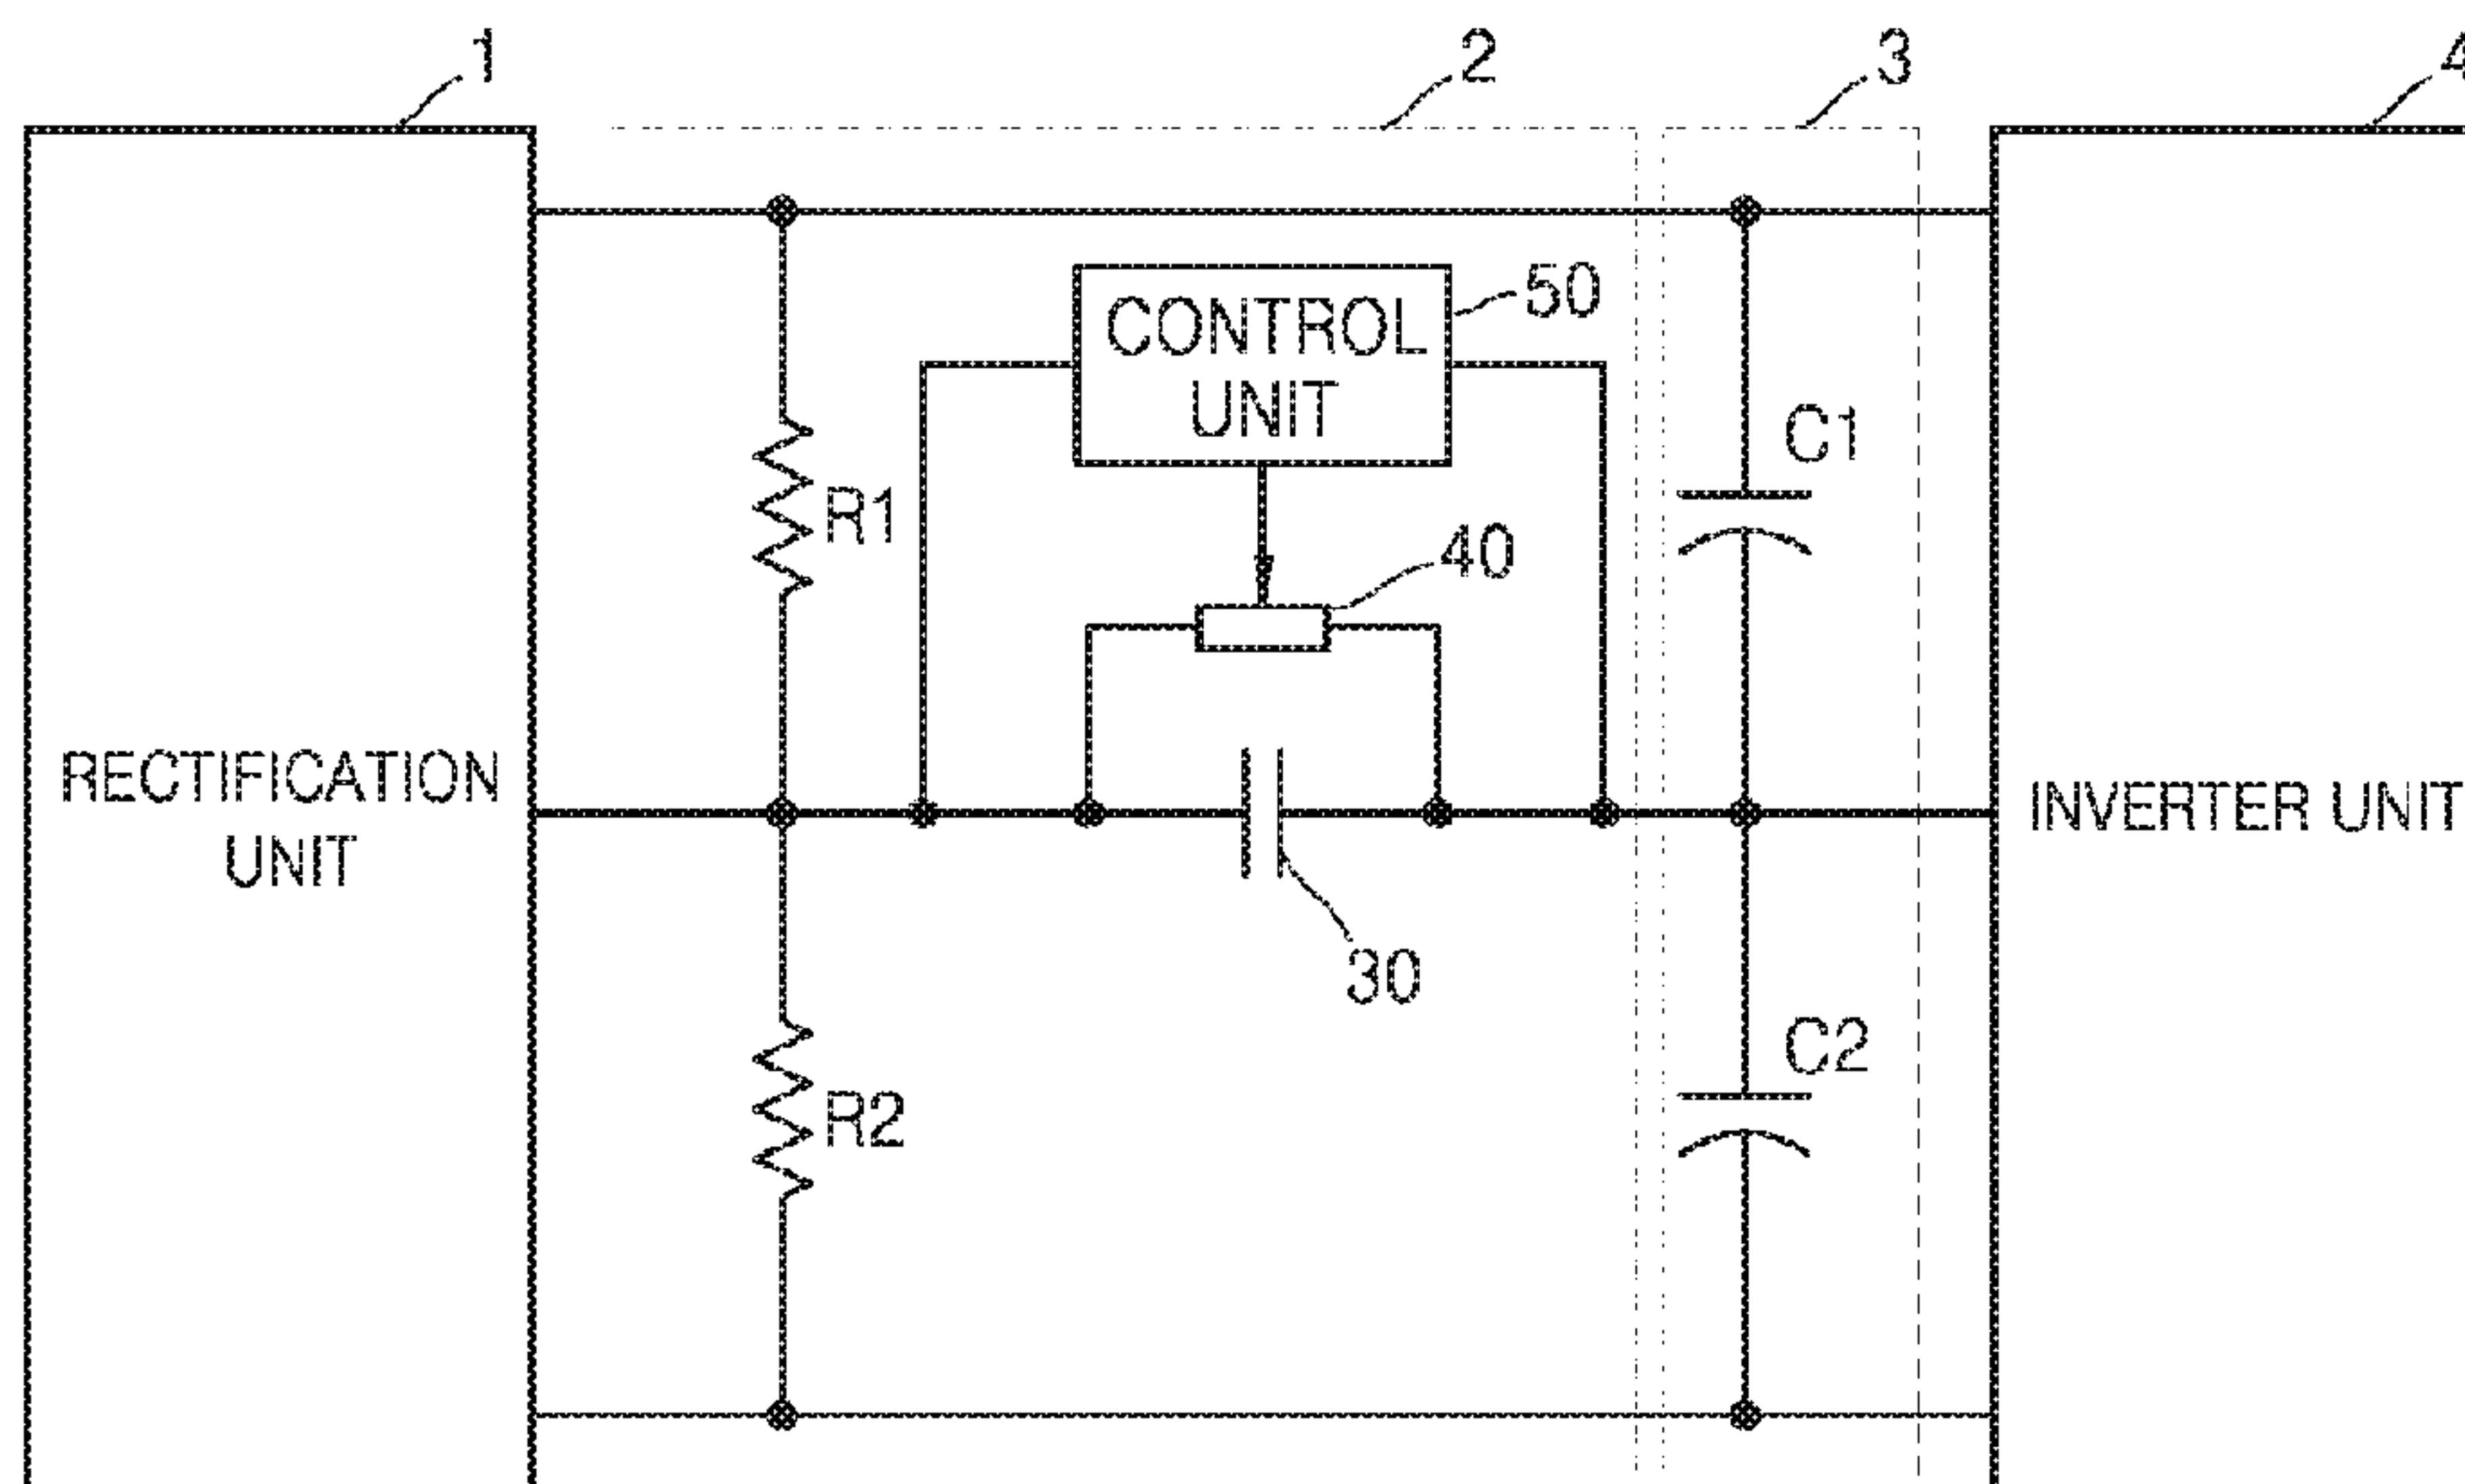 1
2
3
4
CONTROL
UNIT
50
C1
R1
40
RECTIFICATION
UNIT
INVERTER UNIT
30
C2
R2